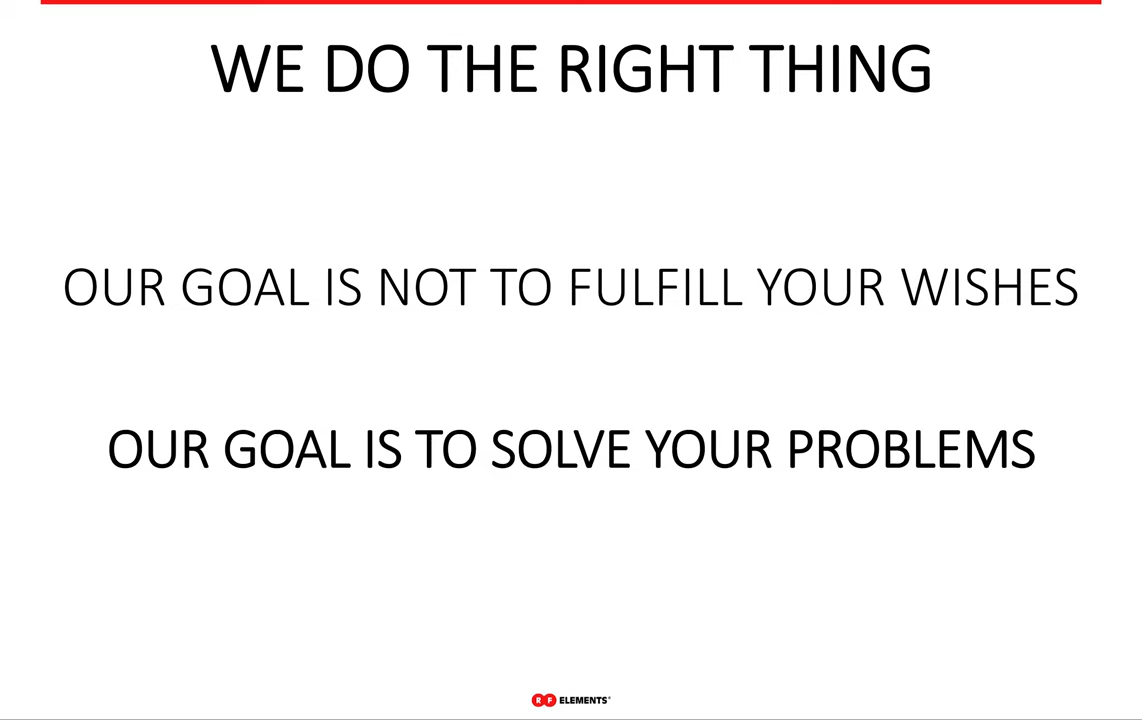 WE DO THE RIGHT THING
OUR GOAL IS NOT TO FULFILL YOUR WISHES
OUR GOAL IS TO SOLVE YOUR PROBLEMS
RF ELEMENTS®